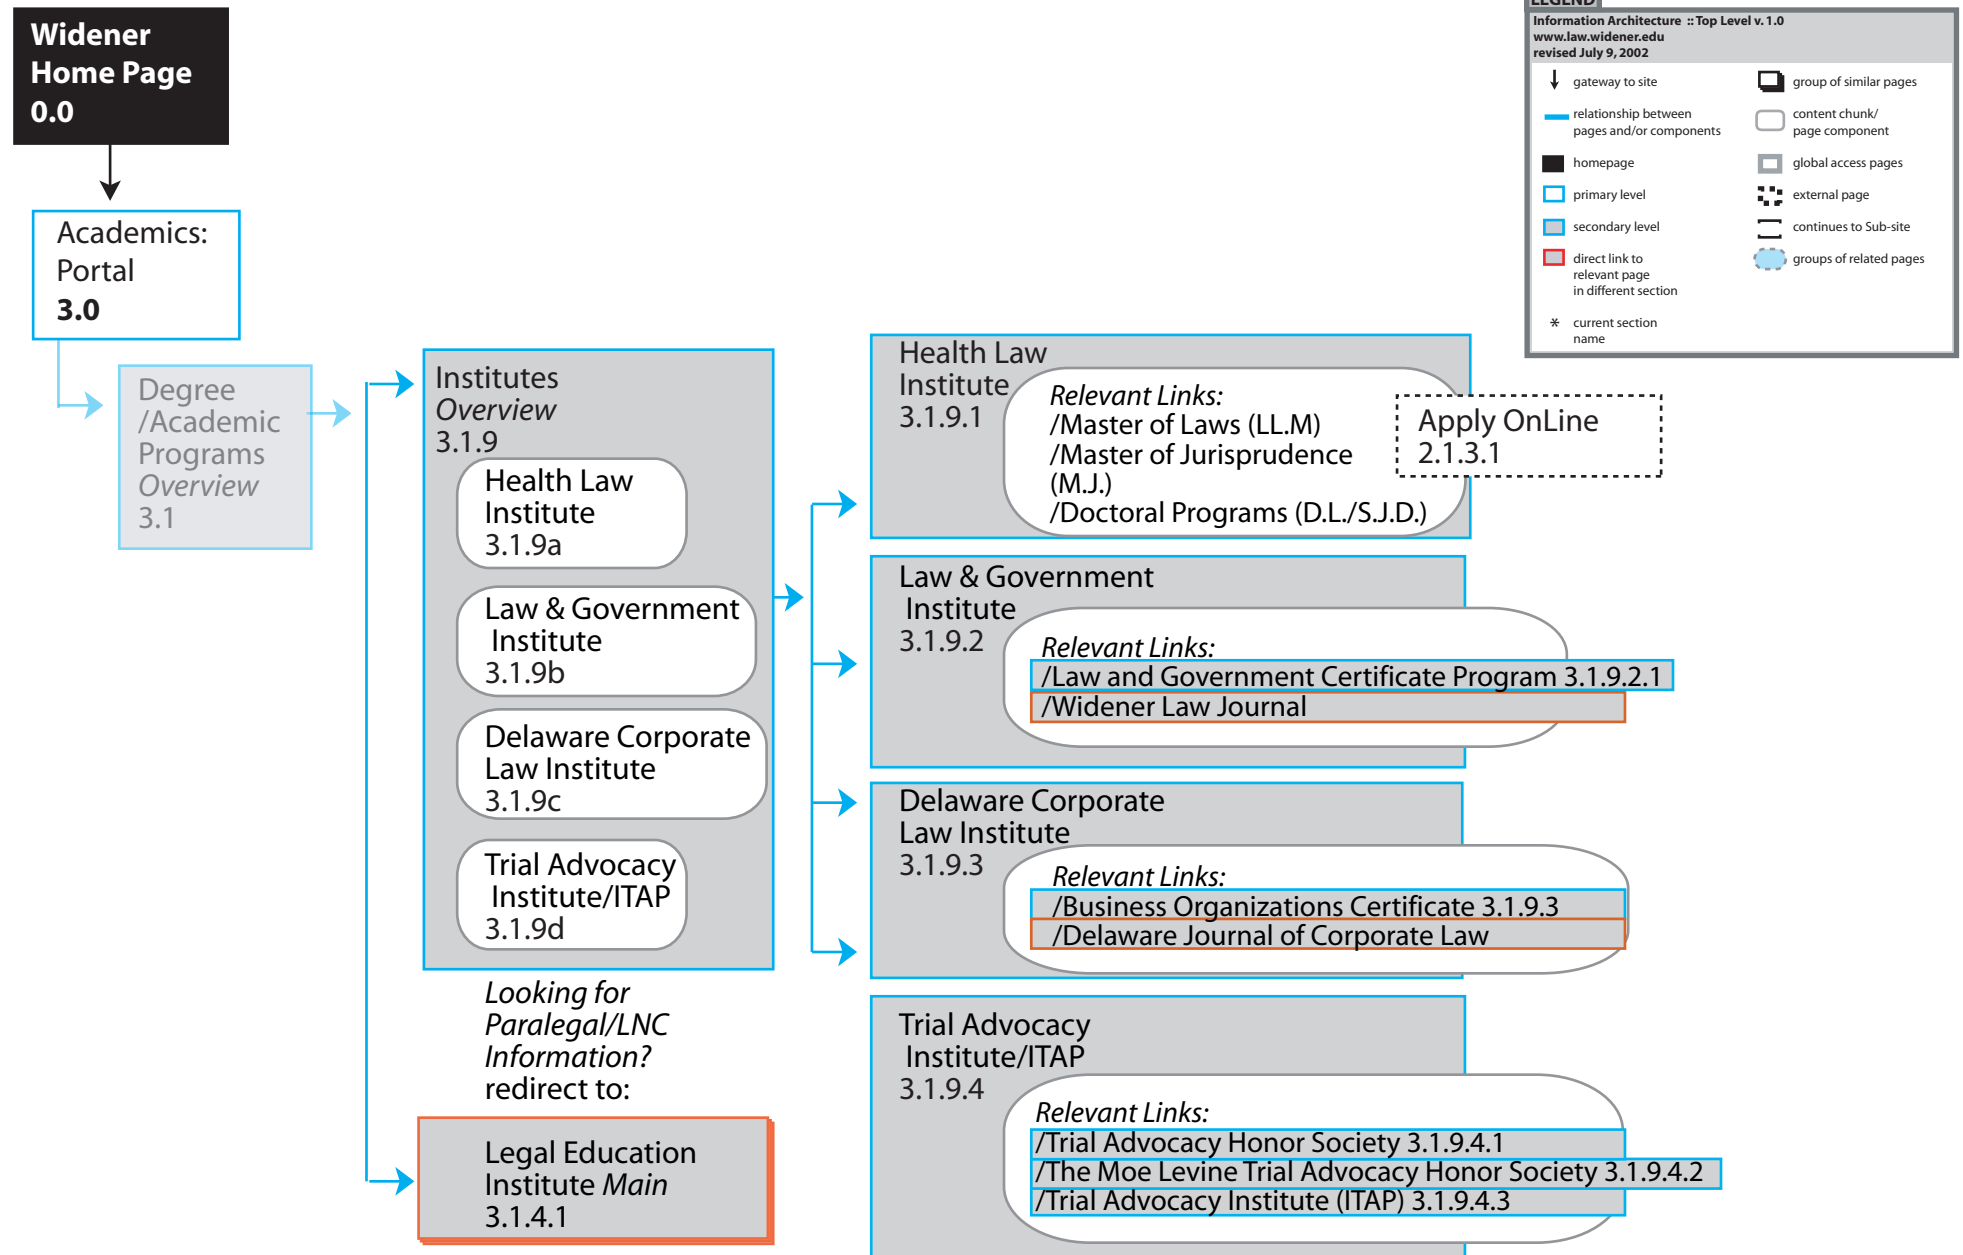 Widener
Home Page
0.0
Academics:
Portal
3.0
Degree
/Academic
Programs
Overview
3.1
Institutes
Overview
3.1.9
Health Law
Institute
3.1.9a
Law & Government
Institute
3.1.9b
Delaware Corporate
Law Institute
3.1.9c
Trial Advocacy
Institute/ITAP
3.1.9d
Looking for
Paralegal/LNC
Information?
redirect to:
Legal Education
Institute Main
3.1.4.1
Health Law
Institute
3.1.9.1
Relevant Links:
/Master of Laws (LL.M)
/Master of Jurisprudence
(M.J.)
/Doctoral Programs (D.L./S.J.D.)
Apply OnLine
2.1.3.1
Law & Government
Institute
3.1.9.2
Relevant Links:
/Law and Government Certificate Program 3.1.9.2.1
/Widener Law Journal
Delaware Corporate
Law Institute
3.1.9.3
Relevant Links:
/Business Organizations Certificate 3.1.9.3
/Delaware Journal of Corporate Law
Trial Advocacy
Institute/ITAP
3.1.9.4
Relevant Links:
/Trial Advocacy Honor Society 3.1.9.4.1
/The Moe Levine Trial Advocacy Honor Society 3.1.9.4.2
/Trial Advocacy Institute (ITAP) 3.1.9.4.3
LEGEND
Information Architecture :: Top Level v. 1.0
www.law.widener.edu
revised July 9, 2002
gateway to site
relationship between
pages and/or components
homepage
primary level
secondary level
direct link to
relevant page
in different section
* current section
name
group of similar pages
content chunk/
page component
global access pages
external page
continues to Sub-site
groups of related pages